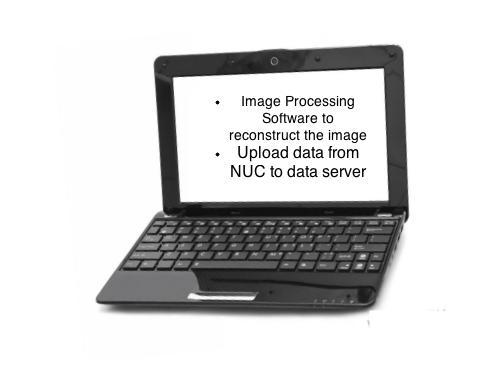 • Image Processing
Software to
reconstruct the image
• Upload data from
NUC to data server